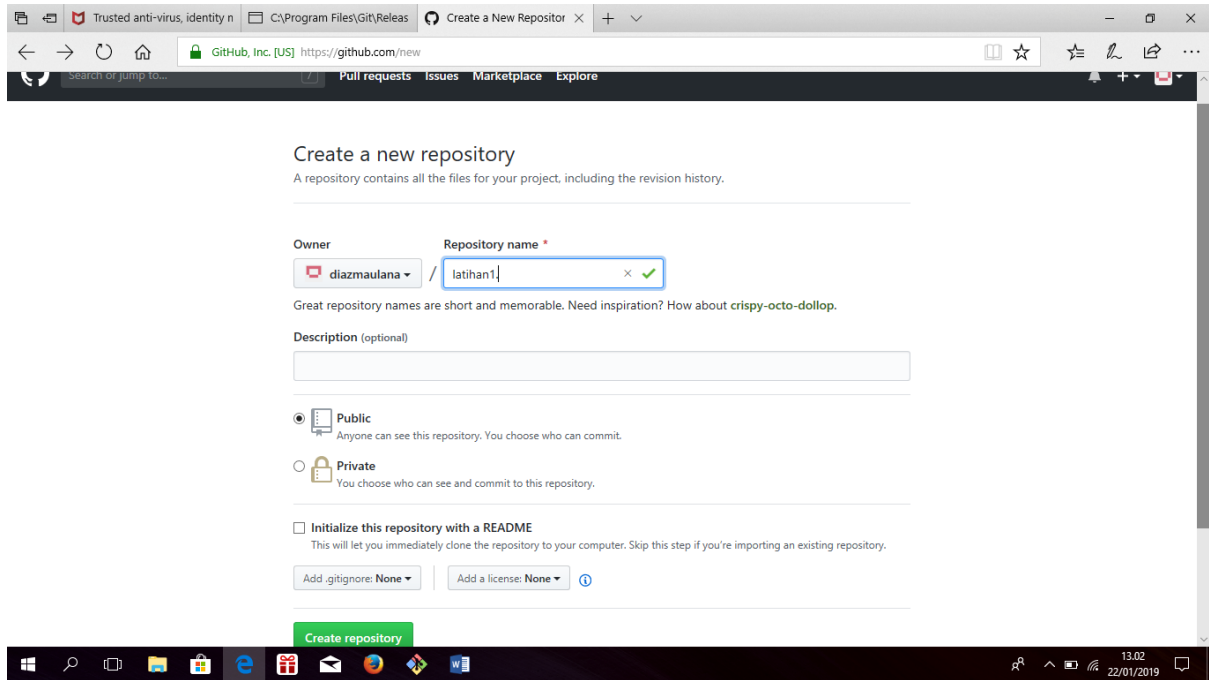 Trusted anti-virus, identity n
C:\Program Files\Git\Releas
Create a New Repositor
GitHub, Inc. [US] https://github.com/new
Search or jump to...
/
Pull requests Issues Marketplace Explore
Create a new repository
A repository contains all the files for your project, including the revision history.
Owner
Repository name *
diazmaulana / latihan1.
Great repository names are short and memorable. Need inspiration? How about crispy-octo-dollop.
Description (optional)
Public
Anyone can see this repository. You choose who can commit.
Private
You choose who can see and commit to this repository.
Initialize this repository with a README
This will let you immediately clone the repository to your computer. Skip this step if you're importing an existing repository.
Add .gitignore: None
Add a license: None
Create repository
13.02
22/01/2019